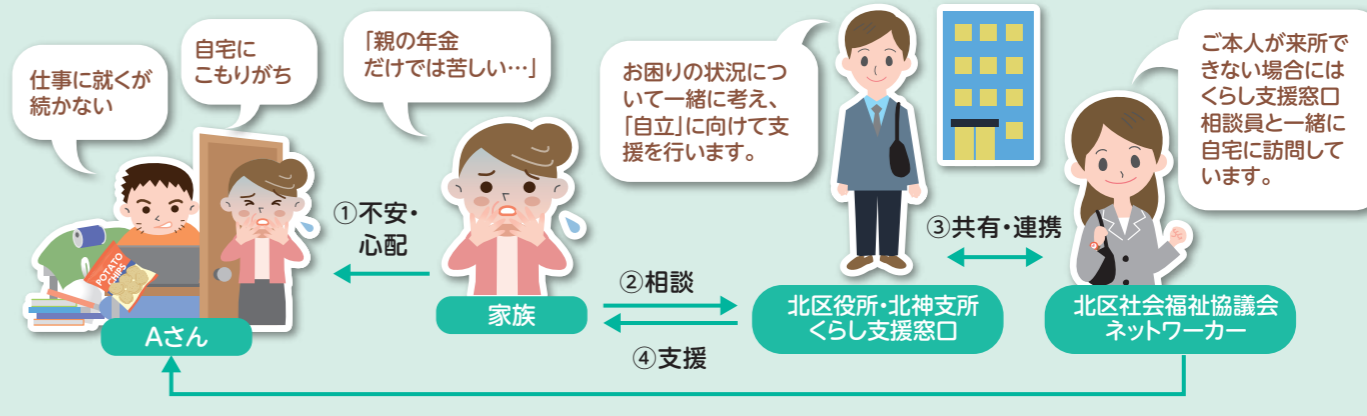 仕事に就くが
続かない
自宅に
こもりがち
「親の年金
だけでは苦しい…」
お困りの状況につ
いて一緒に考え、
「自立」に向けて支
援を行います。
ご本人が来所で
きない場合には
くらし支援窓口
相談員と一緒に
自宅に訪問して
います。
POTATO
CHIPS
①不安・
心配
②相談
③共有・連携
④支援
Aさん
家族
北区役所・北神支所
くらし支援窓口
北区社会福祉協議会
ネットワーカー